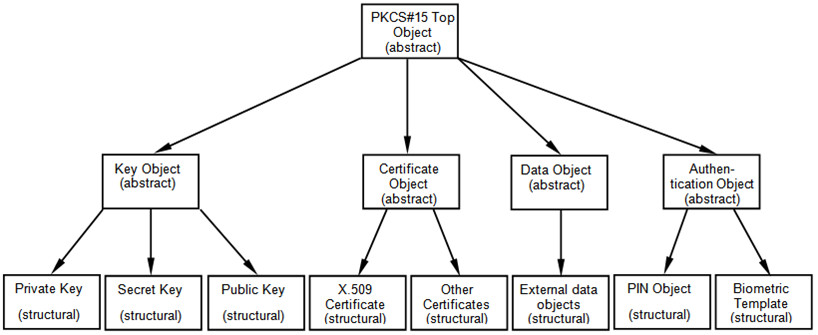 PKCS#15 Top
Object
(abstract)
Key Object
(abstract)
Certificate
Object
(abstract)
Data Object
(abstract)
Authen-
tication Object
(abstract)
Private Key
(structural)
Secret Key
(structural)
Public Key
(structural)
X.509
Certificate
(structural)
Other
Certificates
(structural)
External data
objects
(structural)
PIN Object
(structural)
Biometric
Template
(structural)